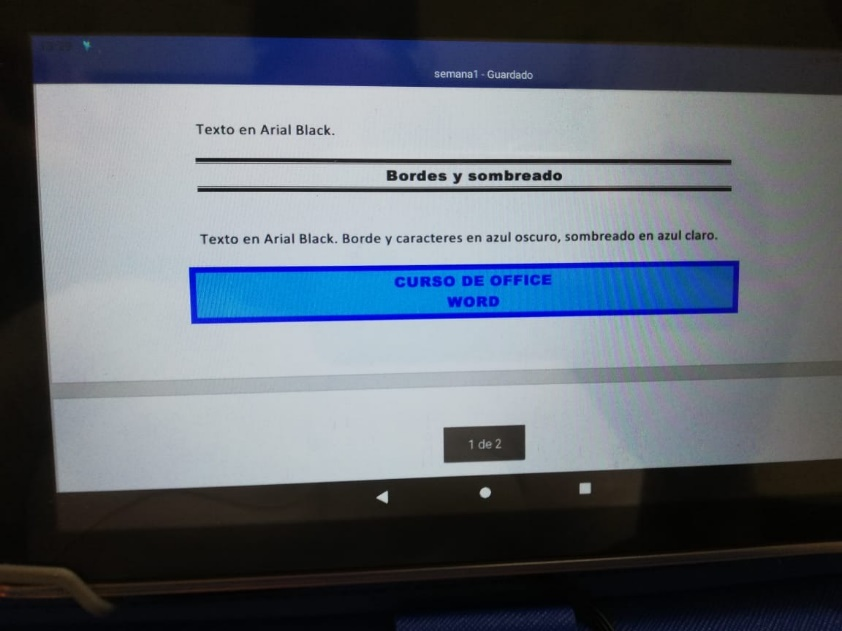 semana1 - Guardado
Texto en Arial Black.
Bordes y sombreado
Texto en Arial Black. Borde y caracteres en azul oscuro, sombreado en azul claro.
CURSO DE OFFICE
WORD
1 de 2